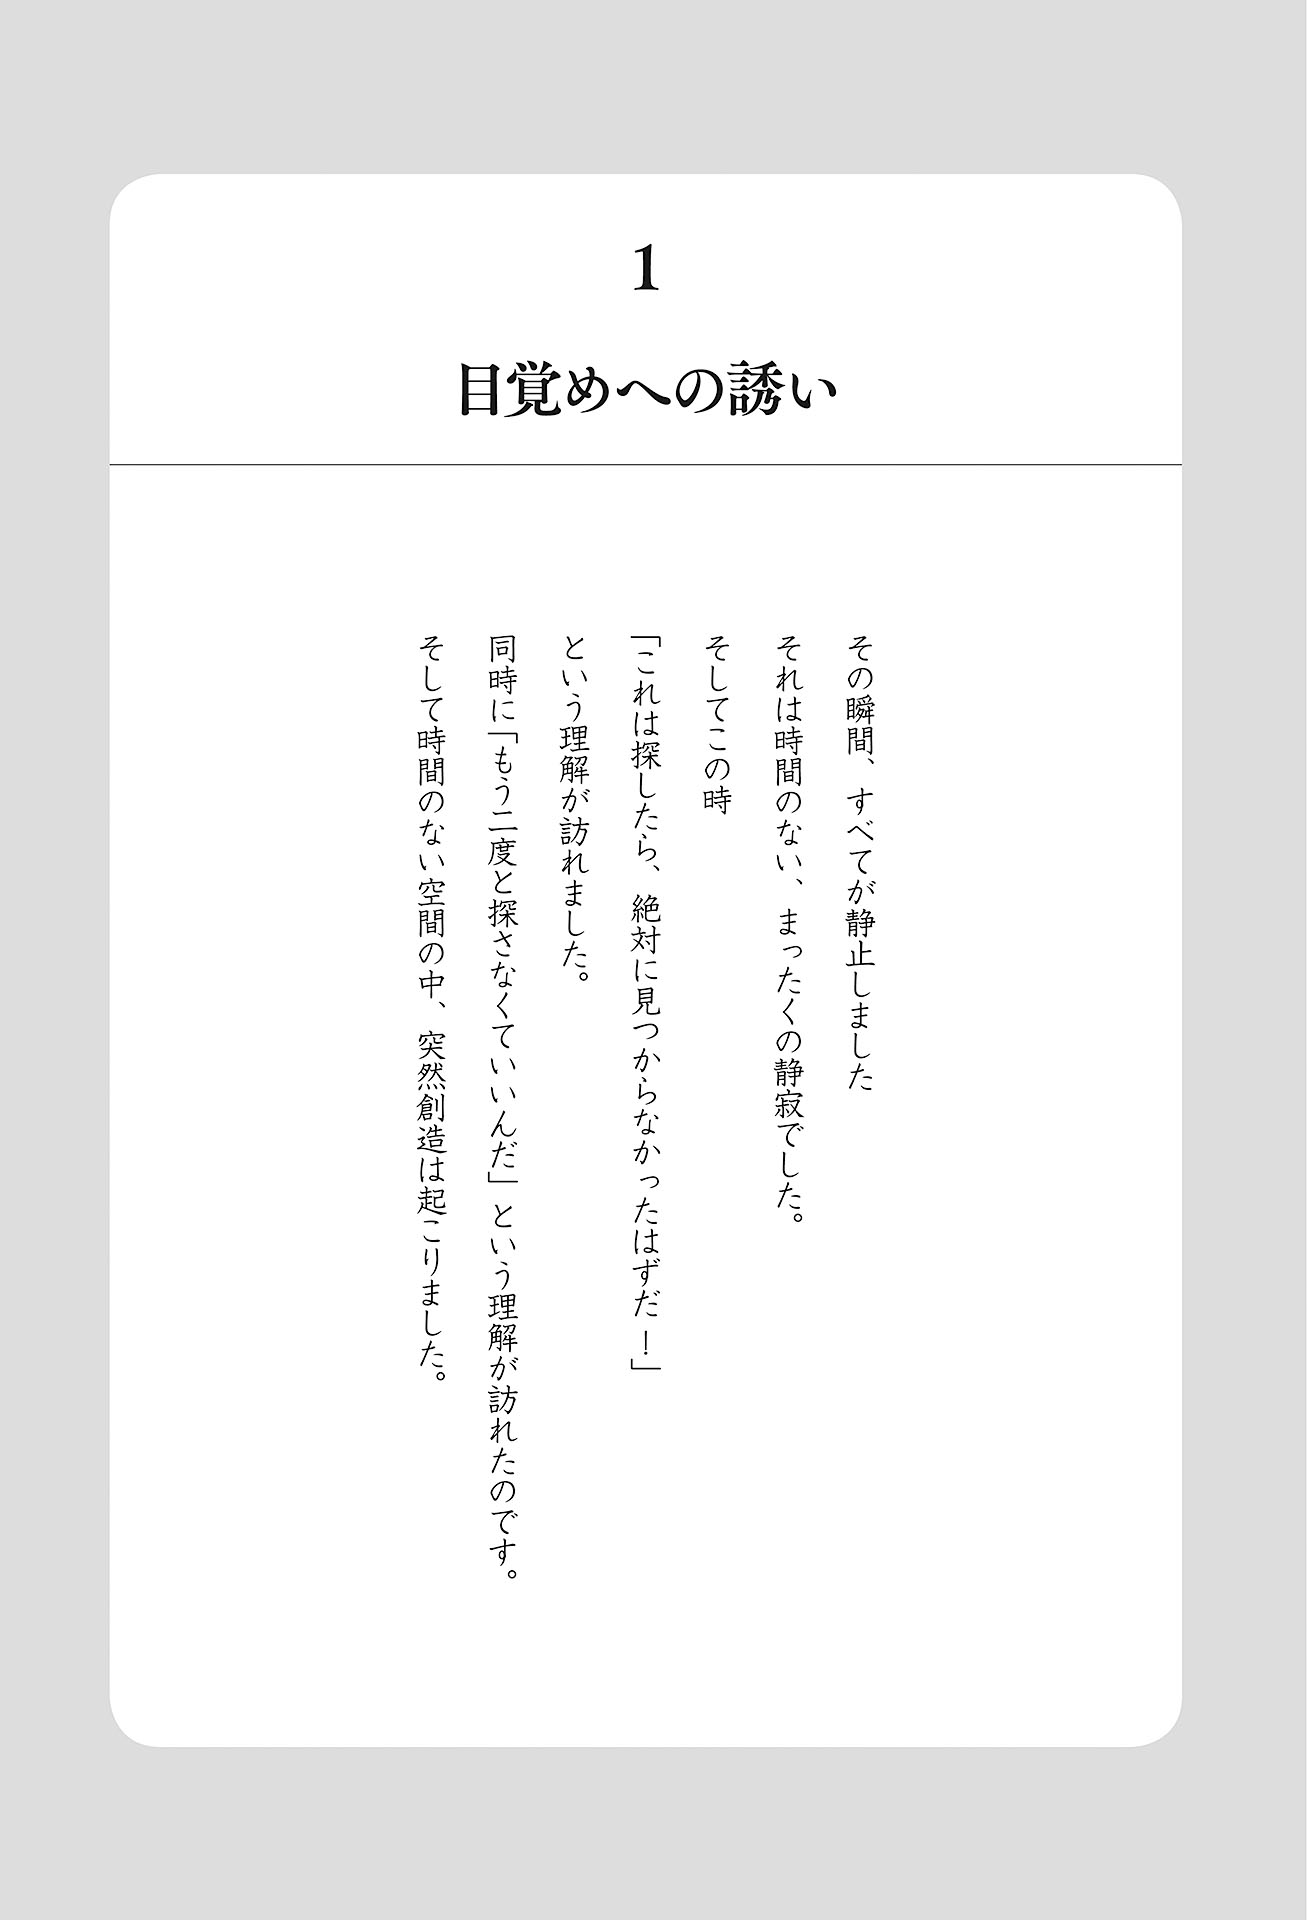 1
目覚めへの誘い
その瞬間、すべてが静止しました
それは時間のない、まったくの静寂でした。
そしてこの時
「これは探したら、絶対に見つからなかったはずだ！」
という理解が訪れました。
同時に「もう二度と探さなくていいんだ」という理解が訪れたのです。
そして時間のない空間の中、突然創造は起こりました。